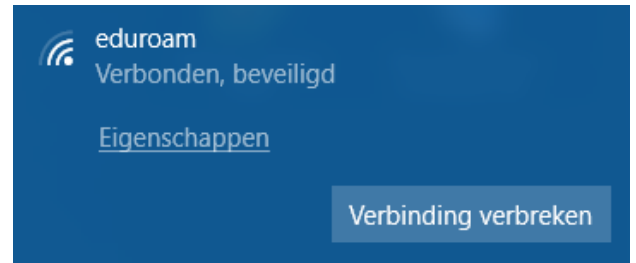 eduroam
Verbonden, beveiligd
Eigenschappen
Verbinding verbreken